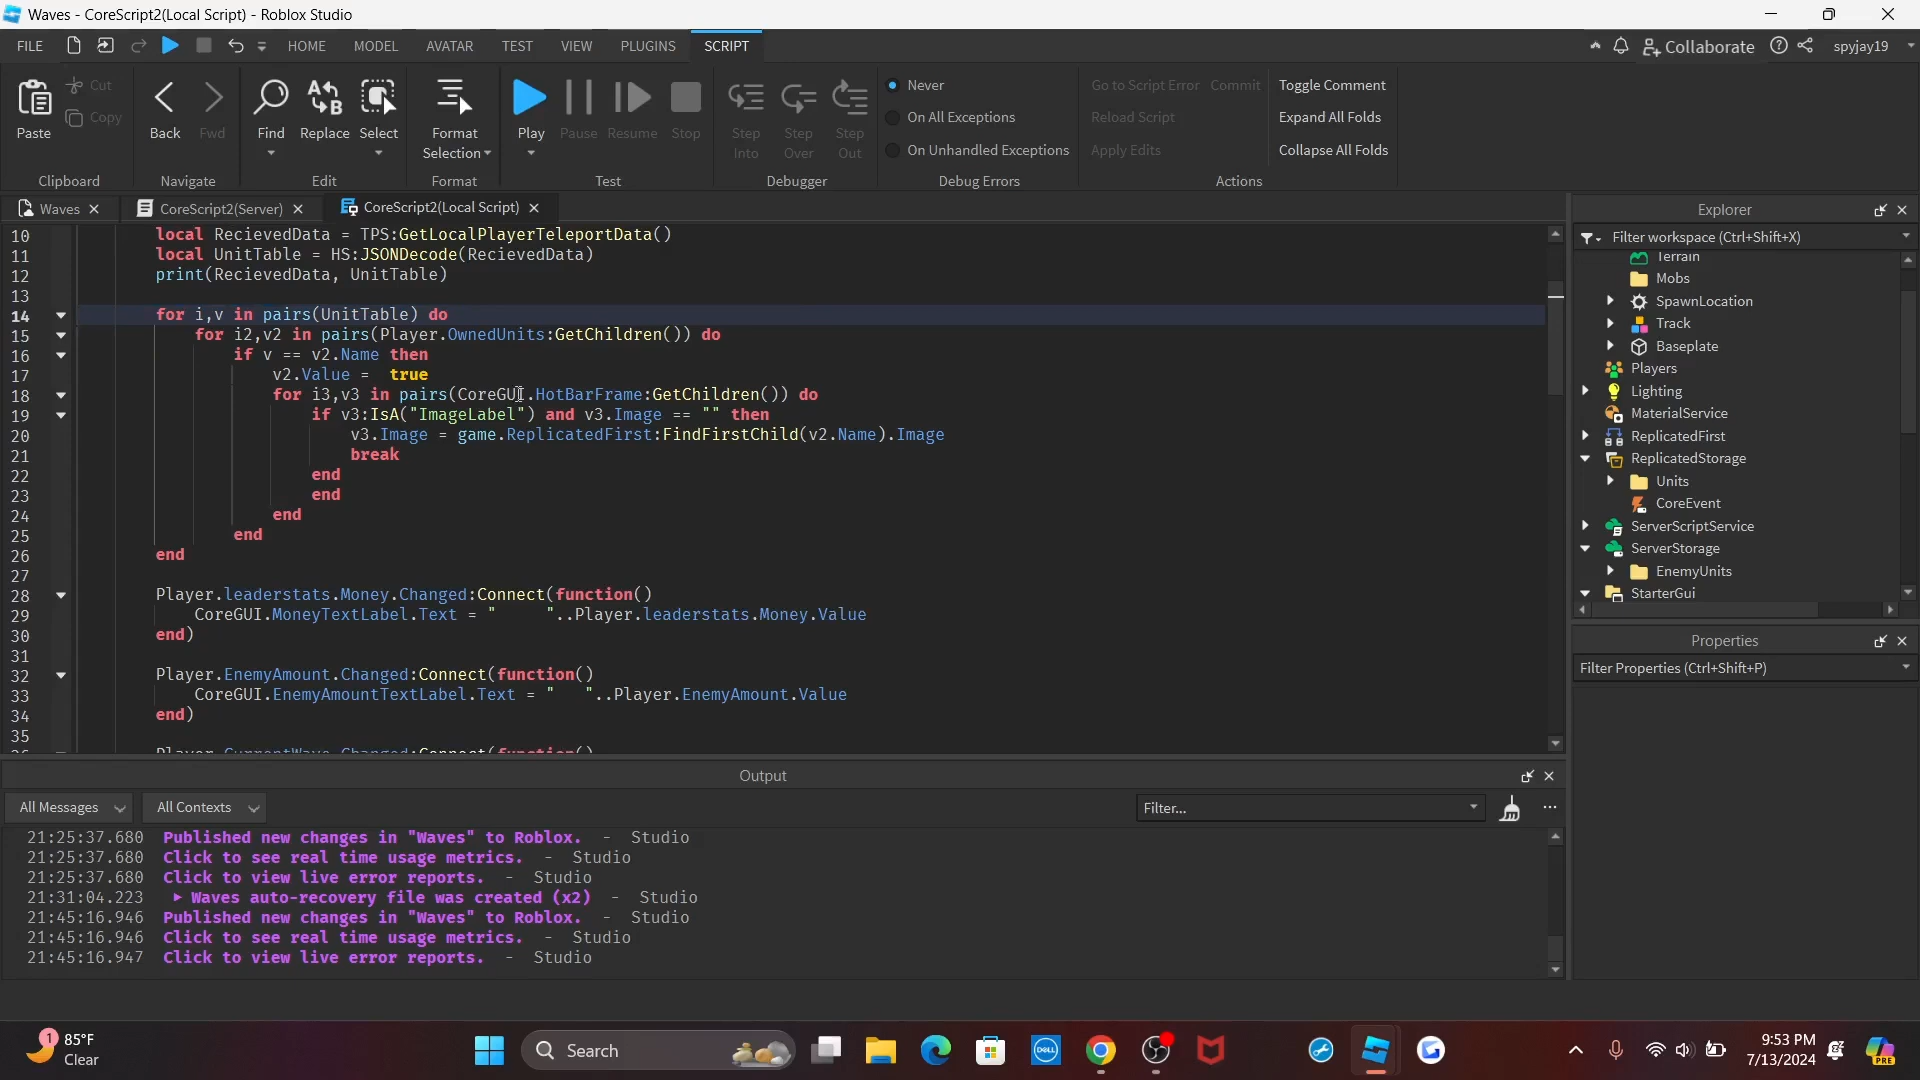 Waves - CoreScript2(Local Script) - Roblox Studio
FILE HOME MODEL AVATAR TEST VIEW PLUGINS SCRIPT Collaborate spyjay19
Paste Cut Copy Back Fwd Find Replace Select Format Selection Play Pause Resume Stop Step Into Step Over Step Out
Never
On All Exceptions
On Unhandled Exceptions
Go to Script Error Commit
Reload Script
Apply Edits
Toggle Comment
Expand All Folds
Collapse All Folds
Clipboard Navigate Edit Format Test Debugger Debug Errors Actions
Waves CoreScript2(Server) CoreScript2(Local Script)
10 local RecievedData = TPS:GetLocalPlayerTeleportData()
11 local UnitTable = HS:JSONDecode(RecievedData)
12 print(RecievedData, UnitTable)
13
14 for i,v in pairs(UnitTable) do
15 for i2,v2 in pairs(Player.OwnedUnits:GetChildren()) do
16 if v == v2.Name then
17 v2.Value =  true
18 for i3,v3 in pairs(CoreGUI.HotBarFrame:GetChildren()) do
19 if v3:IsA("ImageLabel") and v3.Image == "" then
20 v3.Image = game.ReplicatedFirst:FindFirstChild(v2.Name).Image
21 break
22 end
23 end
24 end
25 end
26 end
27
28 Player.leaderstats.Money.Changed:Connect(function()
29 CoreGUI.MoneyTextLabel.Text = "     "..Player.leaderstats.Money.Value
30 end)
31
32 Player.EnemyAmount.Changed:Connect(function()
33 CoreGUI.EnemyAmountTextLabel.Text = "   "..Player.EnemyAmount.Value
34 end)
35
Player.CurrentWave.Changed:Connect(function()
Explorer
Filter workspace (Ctrl+Shift+X)
Terrain
Mobs
SpawnLocation
Track
Baseplate
Players
Lighting
MaterialService
ReplicatedFirst
ReplicatedStorage
Units
CoreEvent
ServerScriptService
ServerStorage
EnemyUnits
StarterGui
Properties
Filter Properties (Ctrl+Shift+P)
Output
All Messages All Contexts Filter...
21:25:37.680 Published new changes in "Waves" to Roblox. - Studio
21:25:37.680 Click to see real time usage metrics. - Studio
21:25:37.680 Click to view live error reports. - Studio
21:31:04.223 Waves auto-recovery file was created (x2) - Studio
21:45:16.946 Published new changes in "Waves" to Roblox. - Studio
21:45:16.946 Click to see real time usage metrics. - Studio
21:45:16.947 Click to view live error reports. - Studio
1 85°F
Clear
Search
DELL
9:53 PM
7/13/2024
PRE